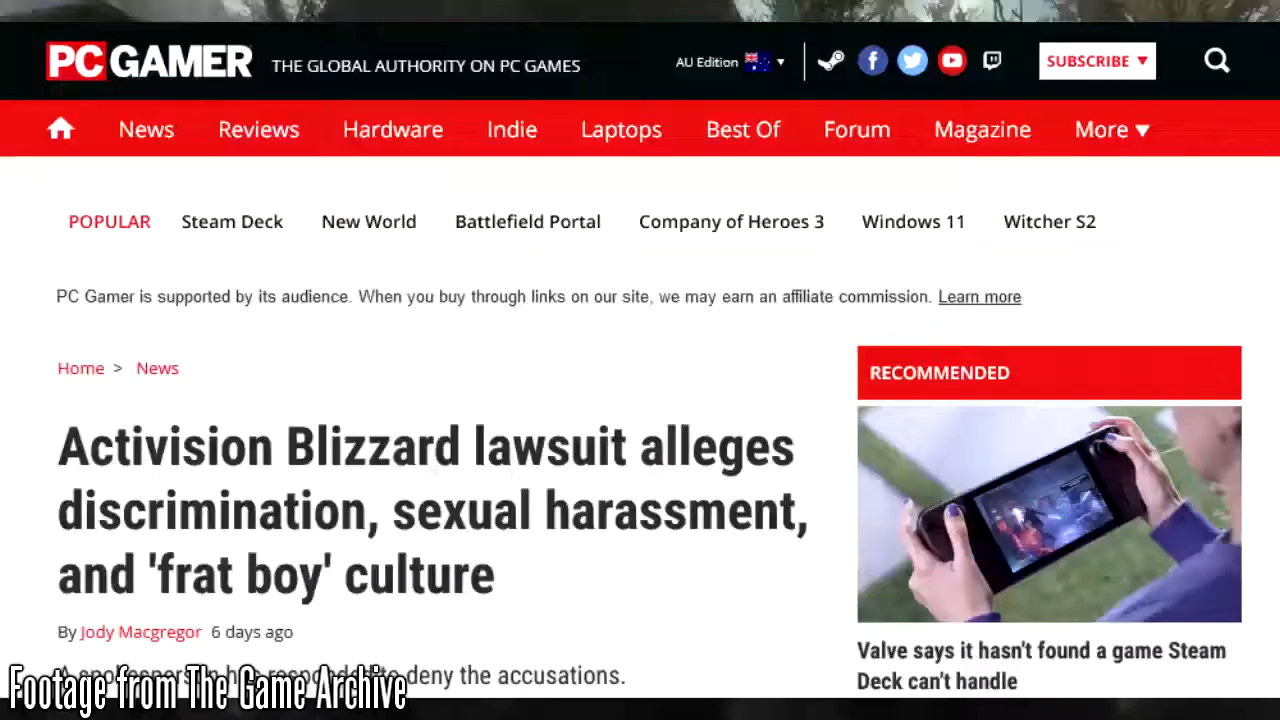 PC GAMER THE GLOBAL AUTHORITY ON PC GAMES AU Edition SUBSCRIBE
News Reviews Hardware Indie Laptops Best Of Forum Magazine More
POPULAR Steam Deck New World Battlefield Portal Company of Heroes 3 Windows 11 Witcher S2
PC Gamer is supported by its audience. When you buy through links on our site, we may earn an affiliate commission. Learn more
Home > News
Activision Blizzard lawsuit alleges
discrimination, sexual harassment,
and 'frat boy' culture
By Jody Macgregor 6 days ago
deny the accusations.
RECOMMENDED
Valve says it hasn't found a game Steam
Deck can't handle
Footage from The Game Archive